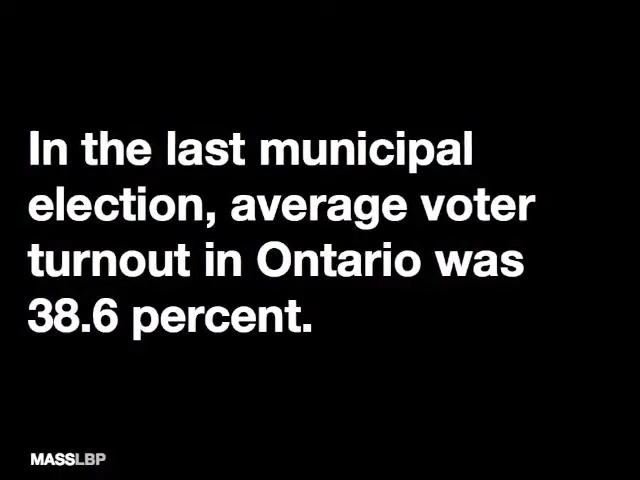 In the last municipal
election, average voter
turnout in Ontario was
38.6 percent.
MASSLBP